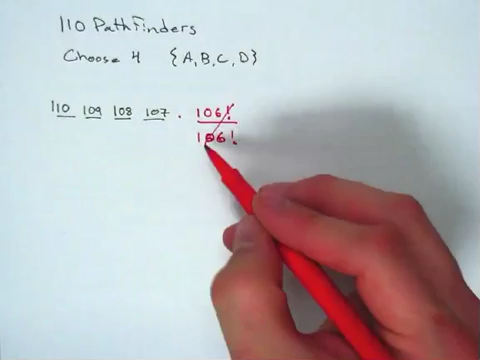 110 Pathfinders
Choose 4 {A, B, C, D}
110 109 108 107 . 106!
106!